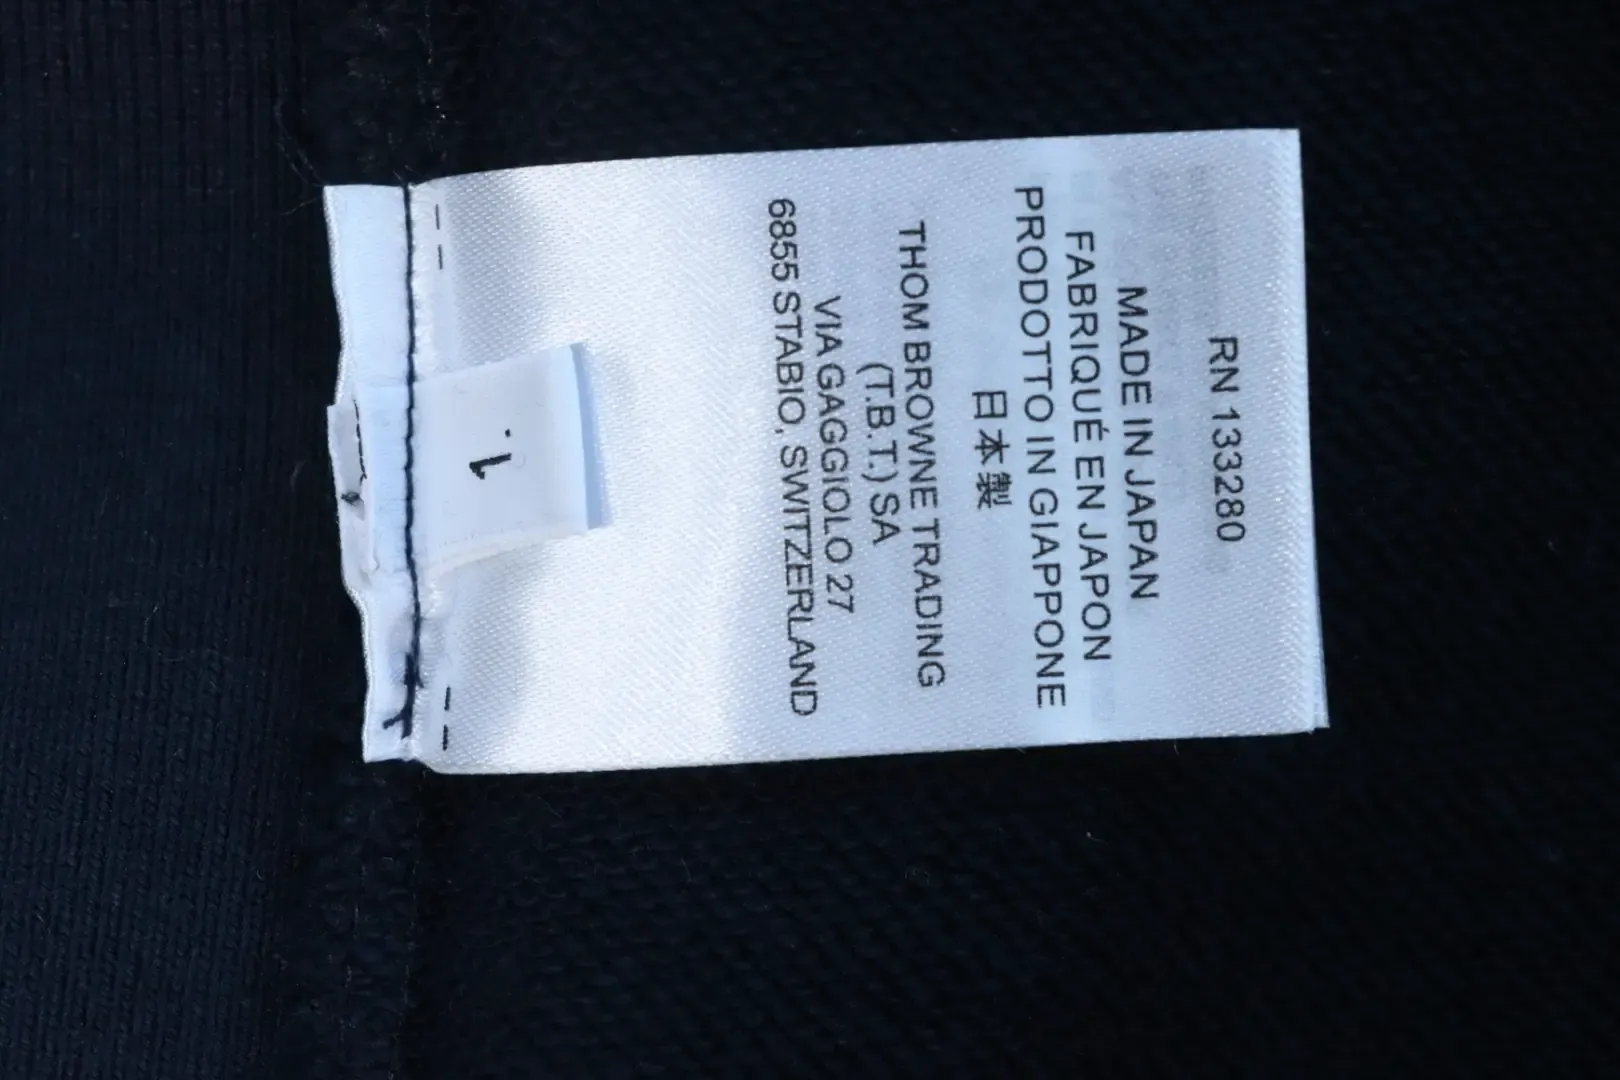 RN 133280
MADE IN JAPAN
FABRIQUÉ EN JAPON
PRODOTTO IN GIAPPONE
日本製
THOM BROWNE TRADING
(T.B.T.) SA
VIA GAGGIOLO 27
6855 STABIO, SWITZERLAND
1.